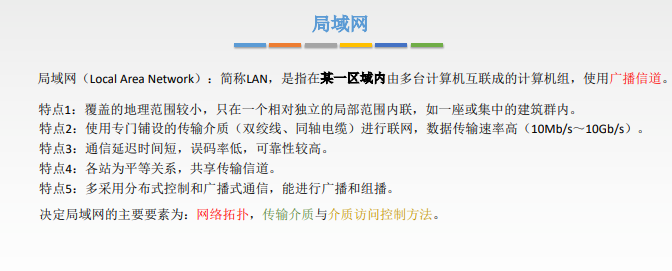 局域网
局域网（Local Area Network）：简称LAN，是指在某一区域内由多台计算机互联成的计算机组，使用广播信道。
特点1：覆盖的地理范围较小，只在一个相对独立的局部范围内联，如一座或集中的建筑群内。
特点2：使用专门铺设的传输介质（双绞线、同轴电缆）进行联网，数据传输速率高（10Mb/s～10Gb/s）。
特点3：通信延迟时间短，误码率低，可靠性较高。
特点4：各站为平等关系，共享传输信道。
特点5：多采用分布式控制和广播式通信，能进行广播和组播。
决定局域网的主要要素为：网络拓扑，传输介质与介质访问控制方法。